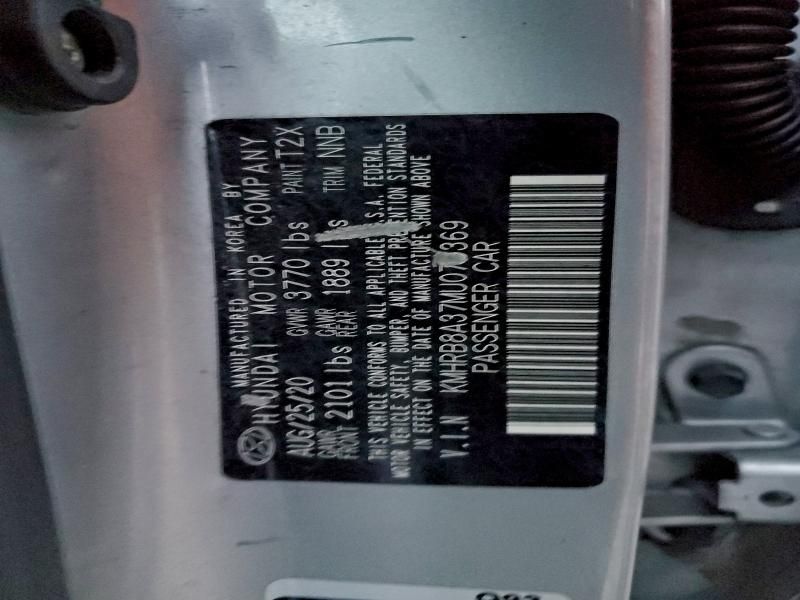 MANUFACTURED IN KOREA BY
HYUNDAI MOTOR COMPANY
AUG/25/20 GVWR 3770 lbs PAINT T2X
GAWR FRONT 2101 lbs GAWR REAR 1889 TRIM NNB
THIS VEHICLE CONFORMS TO ALL APPLICABLE U.S.A. FEDERAL
MOTOR VEHICLE SAFETY, BUMPER, AND THEFT PREVENTION STANDARDS
IN EFFECT ON THE DATE OF MANUFACTURE SHOWN ABOVE
V.I.N
PASSENGER CAR